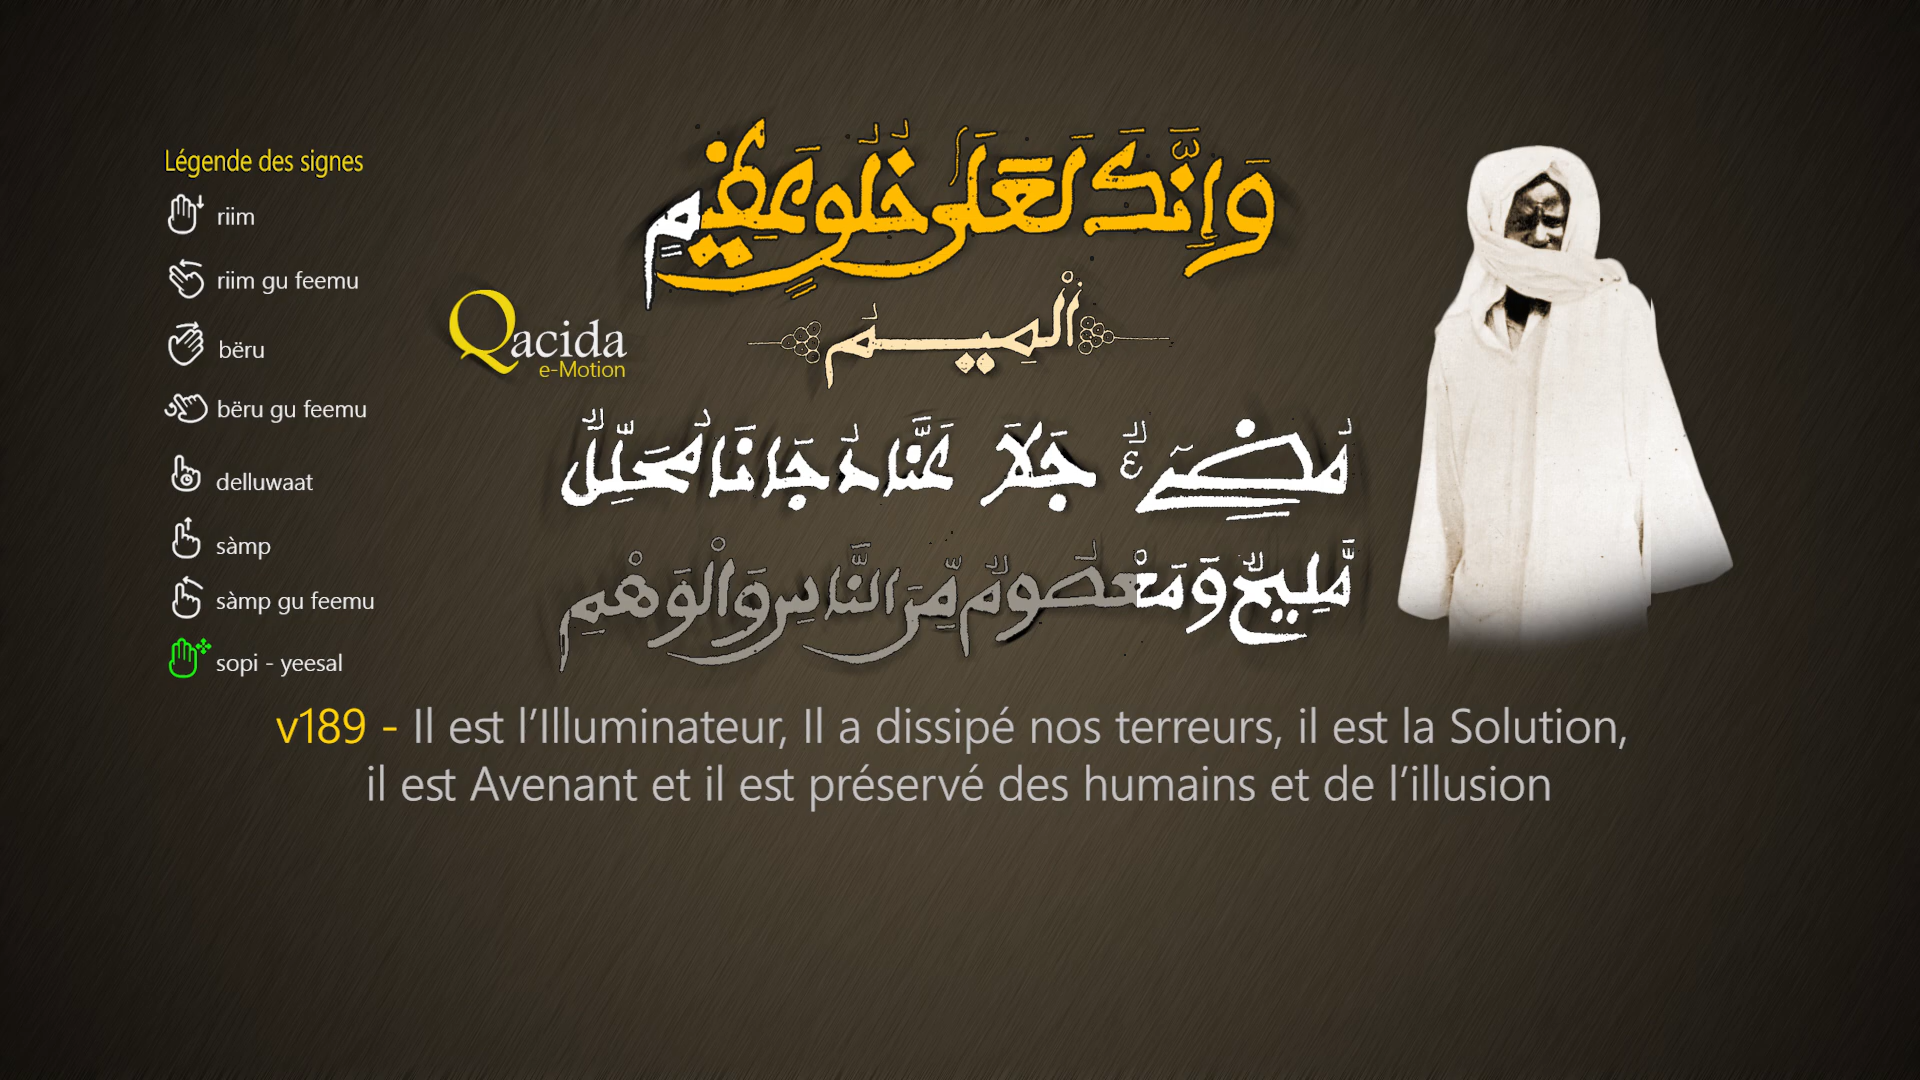 Légende des signes
riim
riim gu feemu
bëru
bëru gu feemu
delluwaat
sàmp
sàmp gu feemu
sopi - yeesal
وَإِنَّكَ لَعَلَىٰ خُلُقٍ عَظِيمٍ
Qacida
e-Motion
اَلْمِيمُ
مُضِيءٌ جَلَا عَنَّا دُجَانَا مُحَلِّلٌ
مَّلِيحٌ وَمَعْصُومٌ مِّنَ النَّاسِ وَالْوَهْمِ
v189 - Il est l’Illuminateur, Il a dissipé nos terreurs, il est la Solution,
il est Avenant et il est préservé des humains et de l’illusion